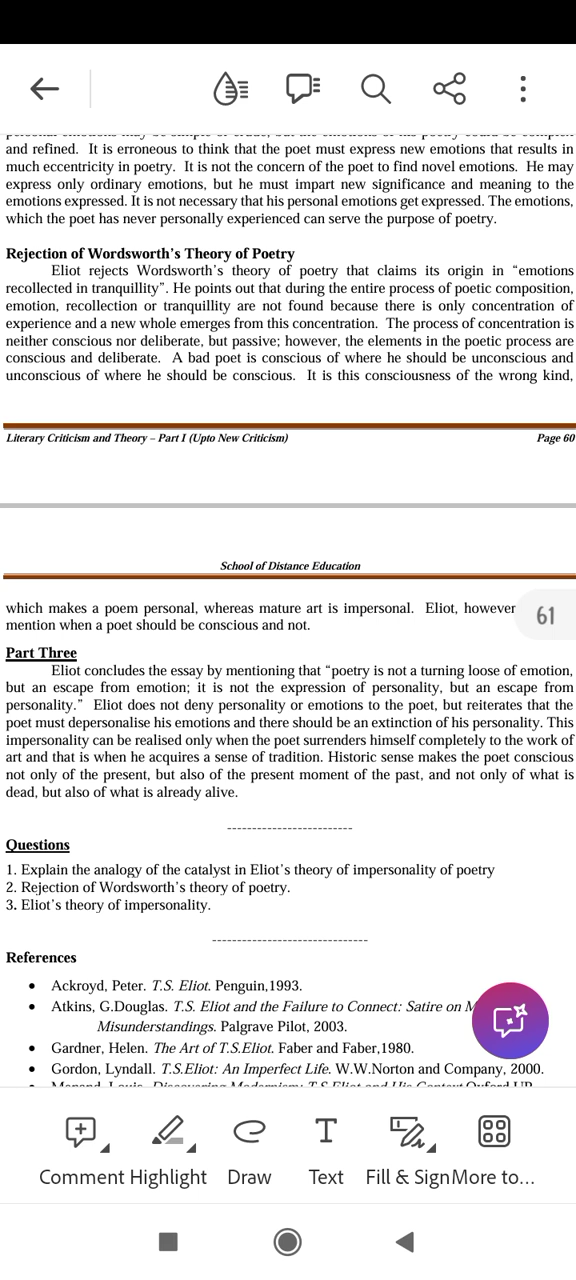 and refined. It is erroneous to think that the poet must express new emotions that results in
much eccentricity in poetry. It is not the concern of the poet to find novel emotions. He may
express only ordinary emotions, but he must impart new significance and meaning to the
emotions expressed. It is not necessary that his personal emotions get expressed. The emotions,
which the poet has never personally experienced can serve the purpose of poetry.
Rejection of Wordsworth's Theory of Poetry
Eliot rejects Wordsworth's theory of poetry that claims its origin in "emotions
recollected in tranquillity". He points out that during the entire process of poetic composition,
emotion, recollection or tranquillity are not found because there is only concentration of
experience and a new whole emerges from this concentration. The process of concentration is
neither conscious nor deliberate, but passive; however, the elements in the poetic process are
conscious and deliberate. A bad poet is conscious of where he should be unconscious and
unconscious of where he should be conscious. It is this consciousness of the wrong kind,
Literary Criticism and Theory – Part I (Upto New Criticism) Page 60
School of Distance Education
which makes a poem personal, whereas mature art is impersonal. Eliot, however
61
mention when a poet should be conscious and not.
Part Three
Eliot concludes the essay by mentioning that "poetry is not a turning loose of emotion,
but an escape from emotion; it is not the expression of personality, but an escape from
personality." Eliot does not deny personality or emotions to the poet, but reiterates that the
poet must depersonalise his emotions and there should be an extinction of his personality. This
impersonality can be realised only when the poet surrenders himself completely to the work of
art and that is when he acquires a sense of tradition. Historic sense makes the poet conscious
not only of the present, but also of the present moment of the past, and not only of what is
dead, but also of what is already alive.
-------------------------
Questions
1. Explain the analogy of the catalyst in Eliot's theory of impersonality of poetry
2. Rejection of Wordsworth's theory of poetry.
3. Eliot's theory of impersonality.
-------------------------------
References
• Ackroyd, Peter. T.S. Eliot. Penguin,1993.
• Atkins, G.Douglas. T.S. Eliot and the Failure to Connect: Satire on
Misunderstandings. Palgrave Pilot, 2003.
• Gardner, Helen. The Art of T.S.Eliot. Faber and Faber,1980.
• Gordon, Lyndall. T.S.Eliot: An Imperfect Life. W.W.Norton and Company, 2000.
Comment Highlight Draw Text Fill & Sign More to...